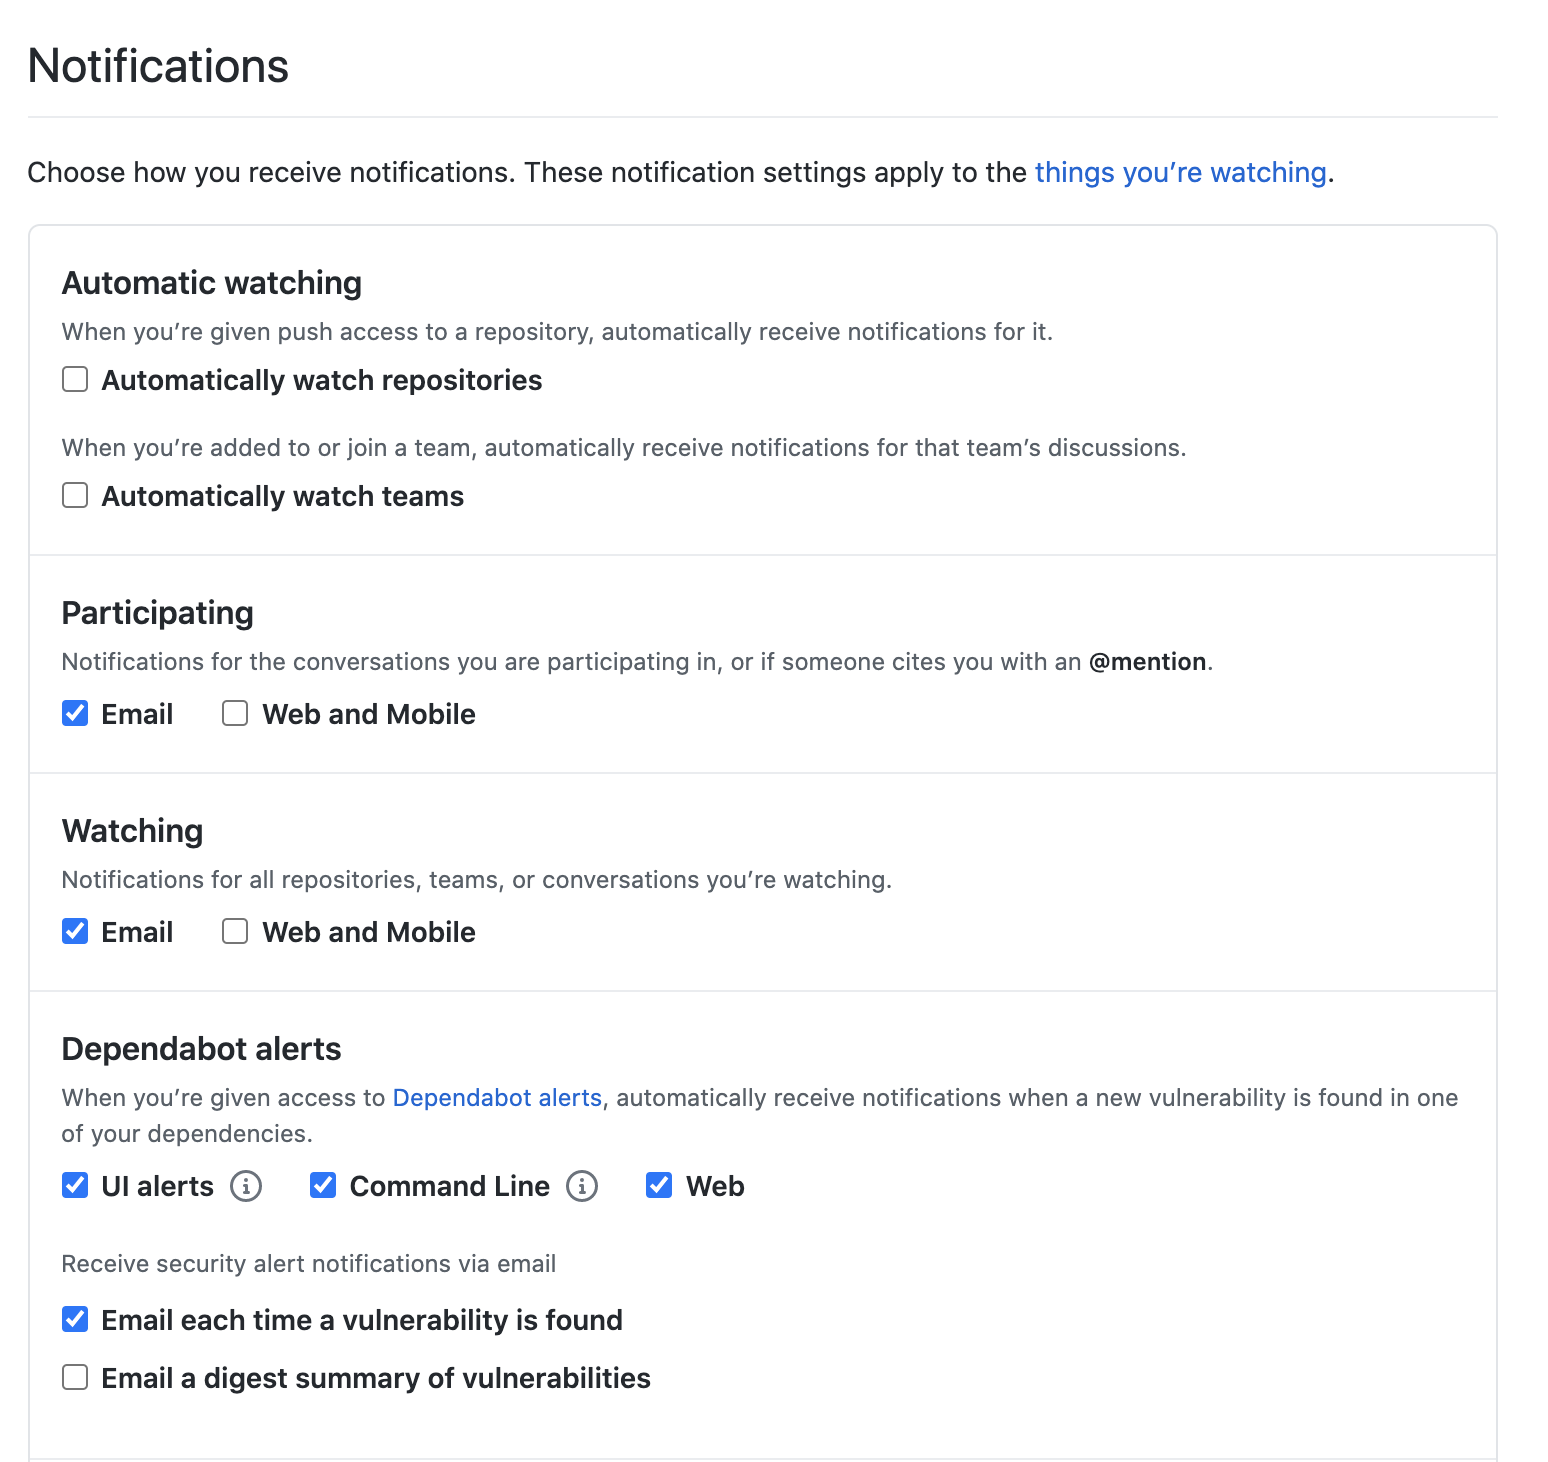 Notifications
Choose how you receive notifications. These notification settings apply to the things you’re watching.
Automatic watching
When you’re given push access to a repository, automatically receive notifications for it.
Automatically watch repositories
When you’re added to or join a team, automatically receive notifications for that team’s discussions.
Automatically watch teams
Participating
Notifications for the conversations you are participating in, or if someone cites you with an @mention.
Email Web and Mobile
Watching
Notifications for all repositories, teams, or conversations you’re watching.
Email Web and Mobile
Dependabot alerts
When you’re given access to Dependabot alerts, automatically receive notifications when a new vulnerability is found in one
of your dependencies.
UI alerts Command Line Web
Receive security alert notifications via email
Email each time a vulnerability is found
Email a digest summary of vulnerabilities